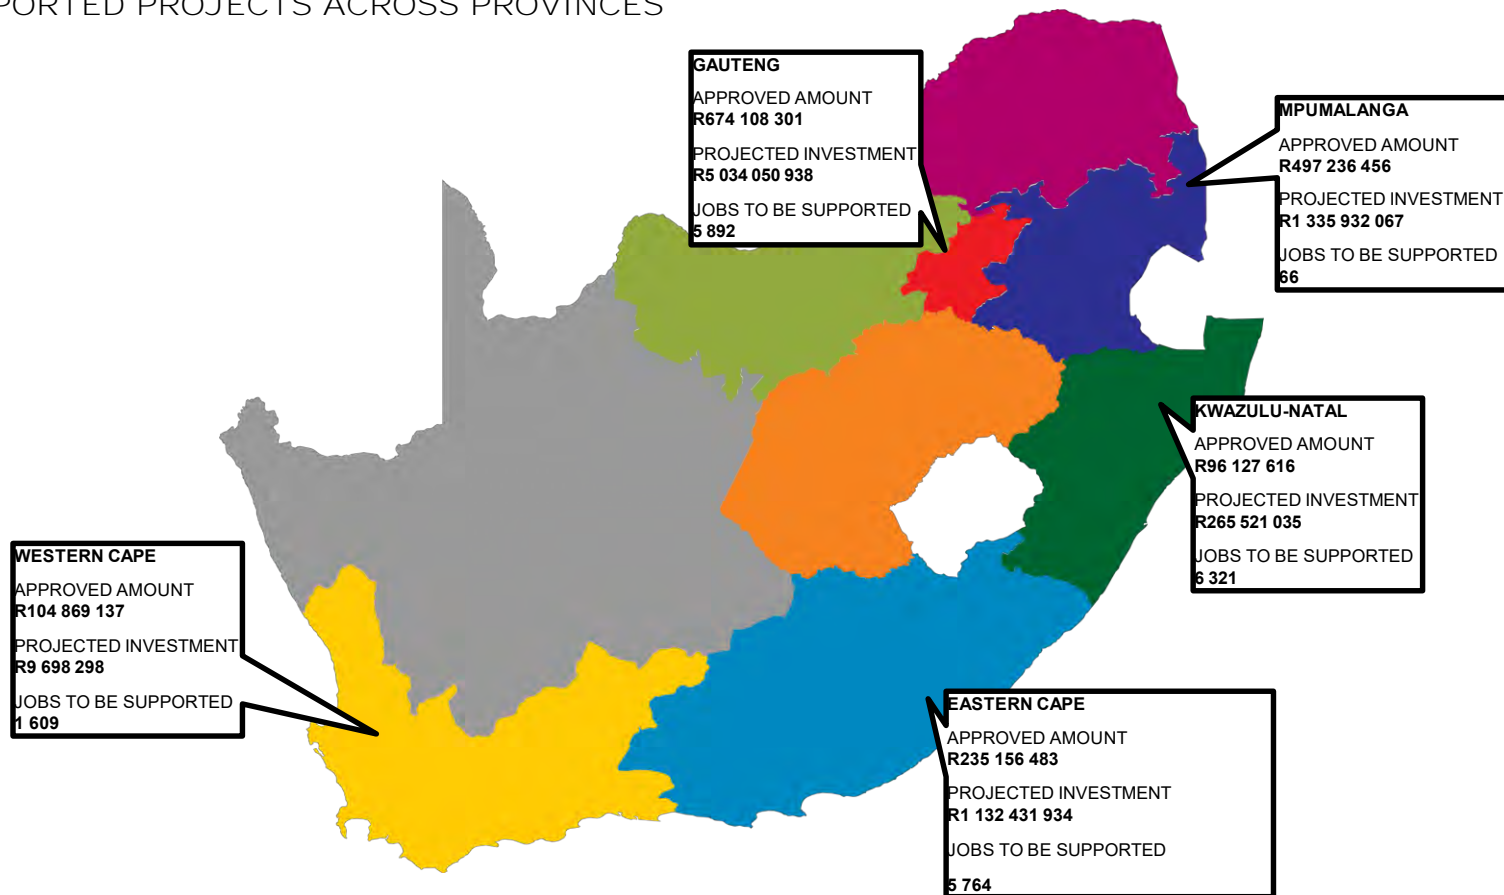 PORTED PROJECTS ACROSS PROVINCES
GAUTENG
APPROVED AMOUNT
R674 108 301
PROJECTED INVESTMENT
R5 034 050 938
JOBS TO BE SUPPORTED
5 892
MPUMALANGA
APPROVED AMOUNT
R497 236 456
PROJECTED INVESTMENT
R1 335 932 067
JOBS TO BE SUPPORTED
66
KWAZULU-NATAL
APPROVED AMOUNT
R96 127 616
PROJECTED INVESTMENT
R265 521 035
JOBS TO BE SUPPORTED
6 321
WESTERN CAPE
APPROVED AMOUNT
R104 869 137
PROJECTED INVESTMENT
R9 698 298
JOBS TO BE SUPPORTED
1 609
EASTERN CAPE
APPROVED AMOUNT
R235 156 483
PROJECTED INVESTMENT
R1 132 431 934
JOBS TO BE SUPPORTED
5 764